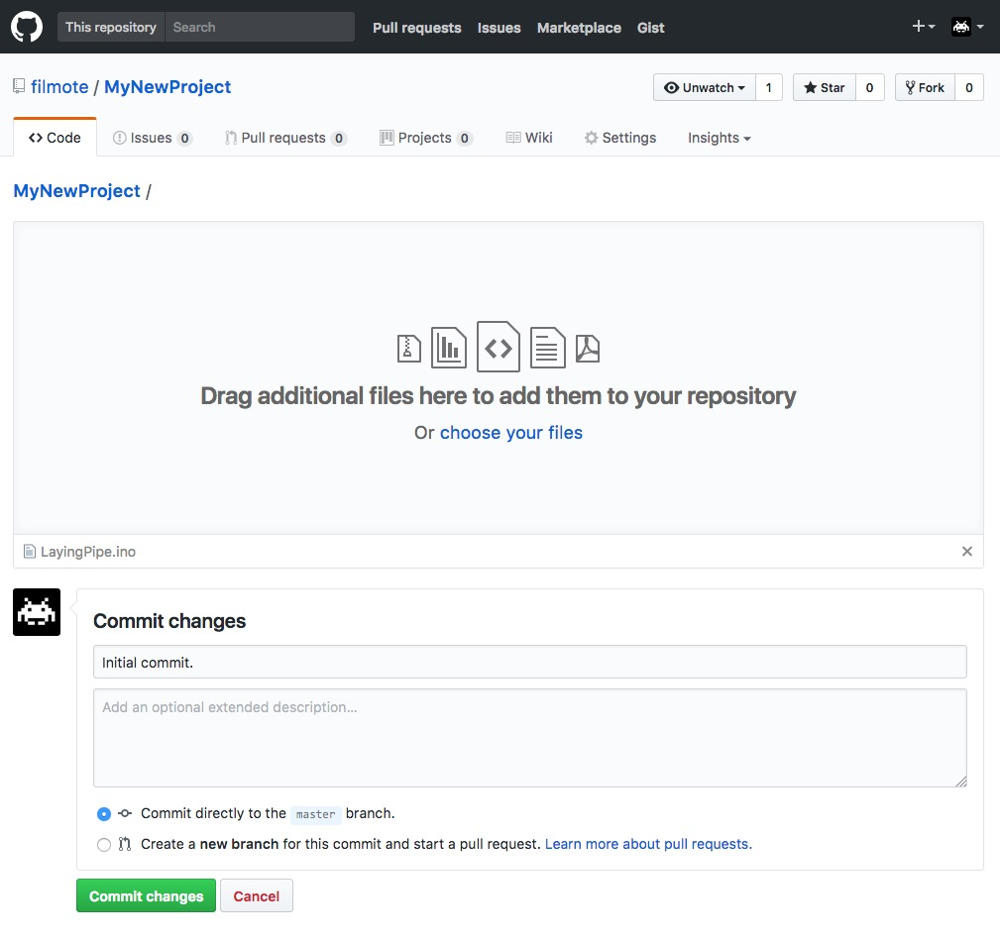 This repository Search Pull requests Issues Marketplace Gist
filmote / MyNewProject Unwatch 1 Star 0 Fork 0
Code Issues 0 Pull requests 0 Projects 0 Wiki Settings Insights
MyNewProject /
Drag additional files here to add them to your repository
Or choose your files
LayingPipe.ino
Commit changes
Initial commit.
Add an optional extended description...
Commit directly to the master branch.
Create a new branch for this commit and start a pull request. Learn more about pull requests.
Commit changes Cancel